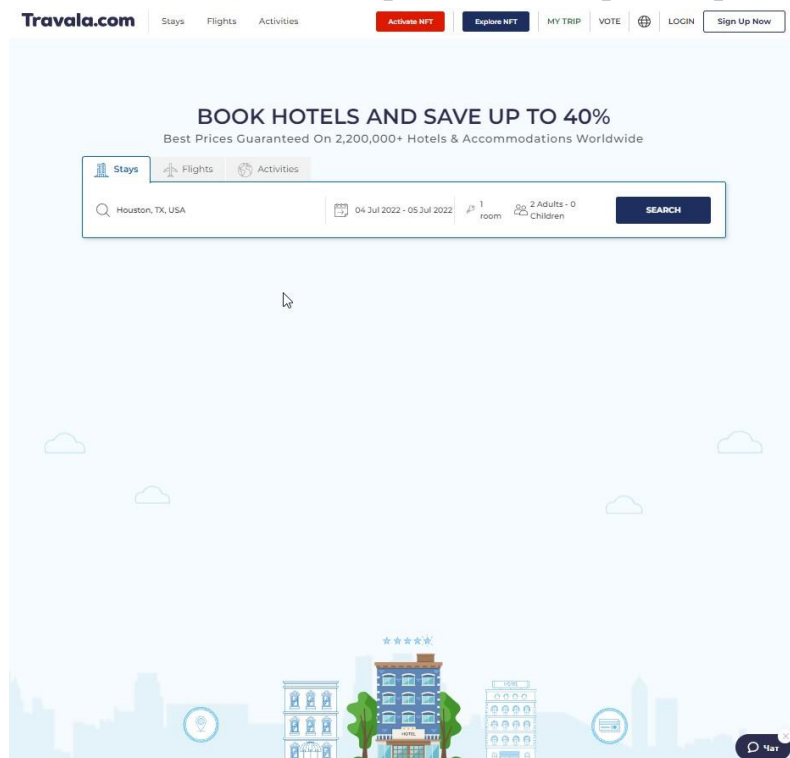 Travala.com Stays Flights Activities Activate NFT Explore NFT MY TRIP VOTE LOGIN Sign Up Now
BOOK HOTELS AND SAVE UP TO 40%
Best Prices Guaranteed On 2,200,000+ Hotels & Accommodations Worldwide
Stays Flights Activities
Houston, TX, USA 04 Jul 2022 - 05 Jul 2022 1 room 2 Adults - 0 Children SEARCH
HOTEL
HOTEL
Чат